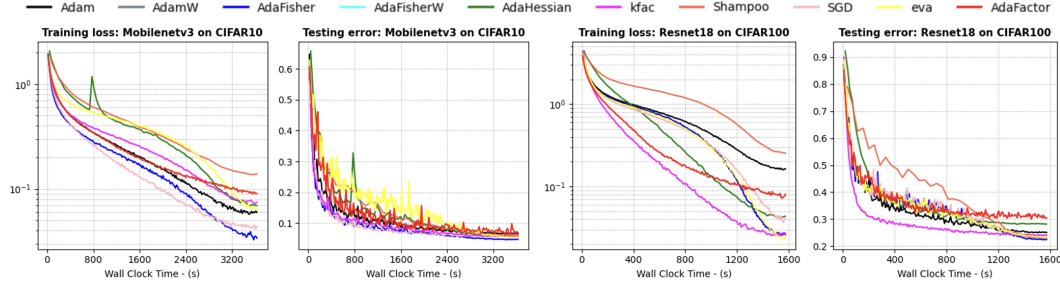 Adam AdamW AdaFisher AdaFisherW AdaHessian kfac Shampoo SGD eva AdaFactor
Training loss: Mobilenetv3 on CIFAR10
10⁰
10⁻¹
0 800 1600 2400 3200
Wall Clock Time - (s)
Testing error: Mobilenetv3 on CIFAR10
0.6
0.5
0.4
0.3
0.2
0.1
0 800 1600 2400 3200
Wall Clock Time - (s)
Training loss: Resnet18 on CIFAR100
10⁰
10⁻¹
0 400 800 1200 1600
Wall Clock Time - (s)
Testing error: Resnet18 on CIFAR100
0.9
0.8
0.7
0.6
0.5
0.4
0.3
0.2
0 400 800 1200 1600
Wall Clock Time - (s)